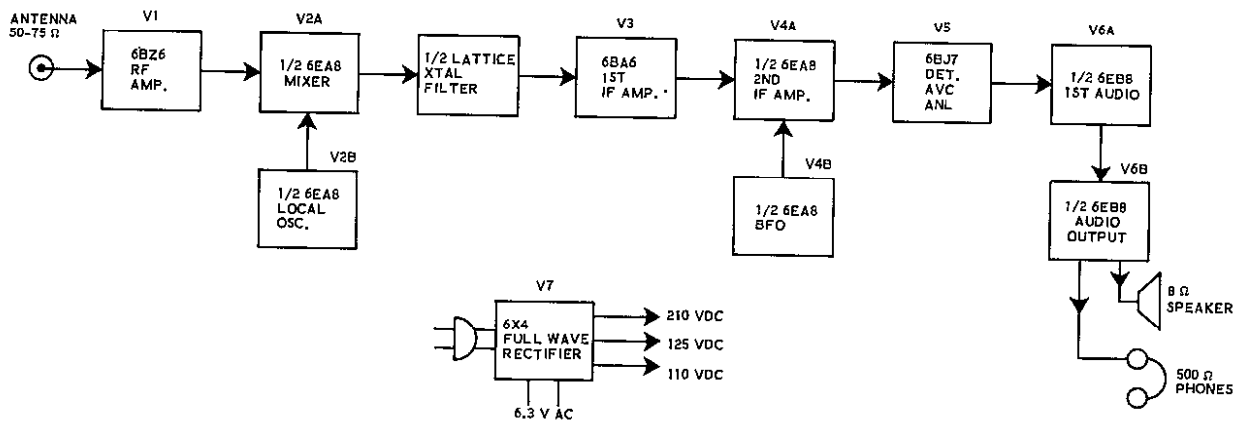 ANTENNA
50-75 Ω
V1
6BZ6
RF
AMP.
V2A
1/2 6EA8
MIXER
1/2 LATTICE
XTAL
FILTER
V3
6BA6
1ST
IF AMP.
V4A
1/2 6EA8
2ND
IF AMP.
V5
6BJ7
DET.
AVC
ANL
V6A
1/2 6EB8
1ST AUDIO
V2B
1/2 6EA8
LOCAL
OSC.
V4B
1/2 6EA8
BFO
V6B
1/2 6EB8
AUDIO
OUTPUT
8 Ω
SPEAKER
500 Ω
PHONES
V7
6X4
FULL WAVE
RECTIFIER
210 VDC
125 VDC
110 VDC
6.3 V AC